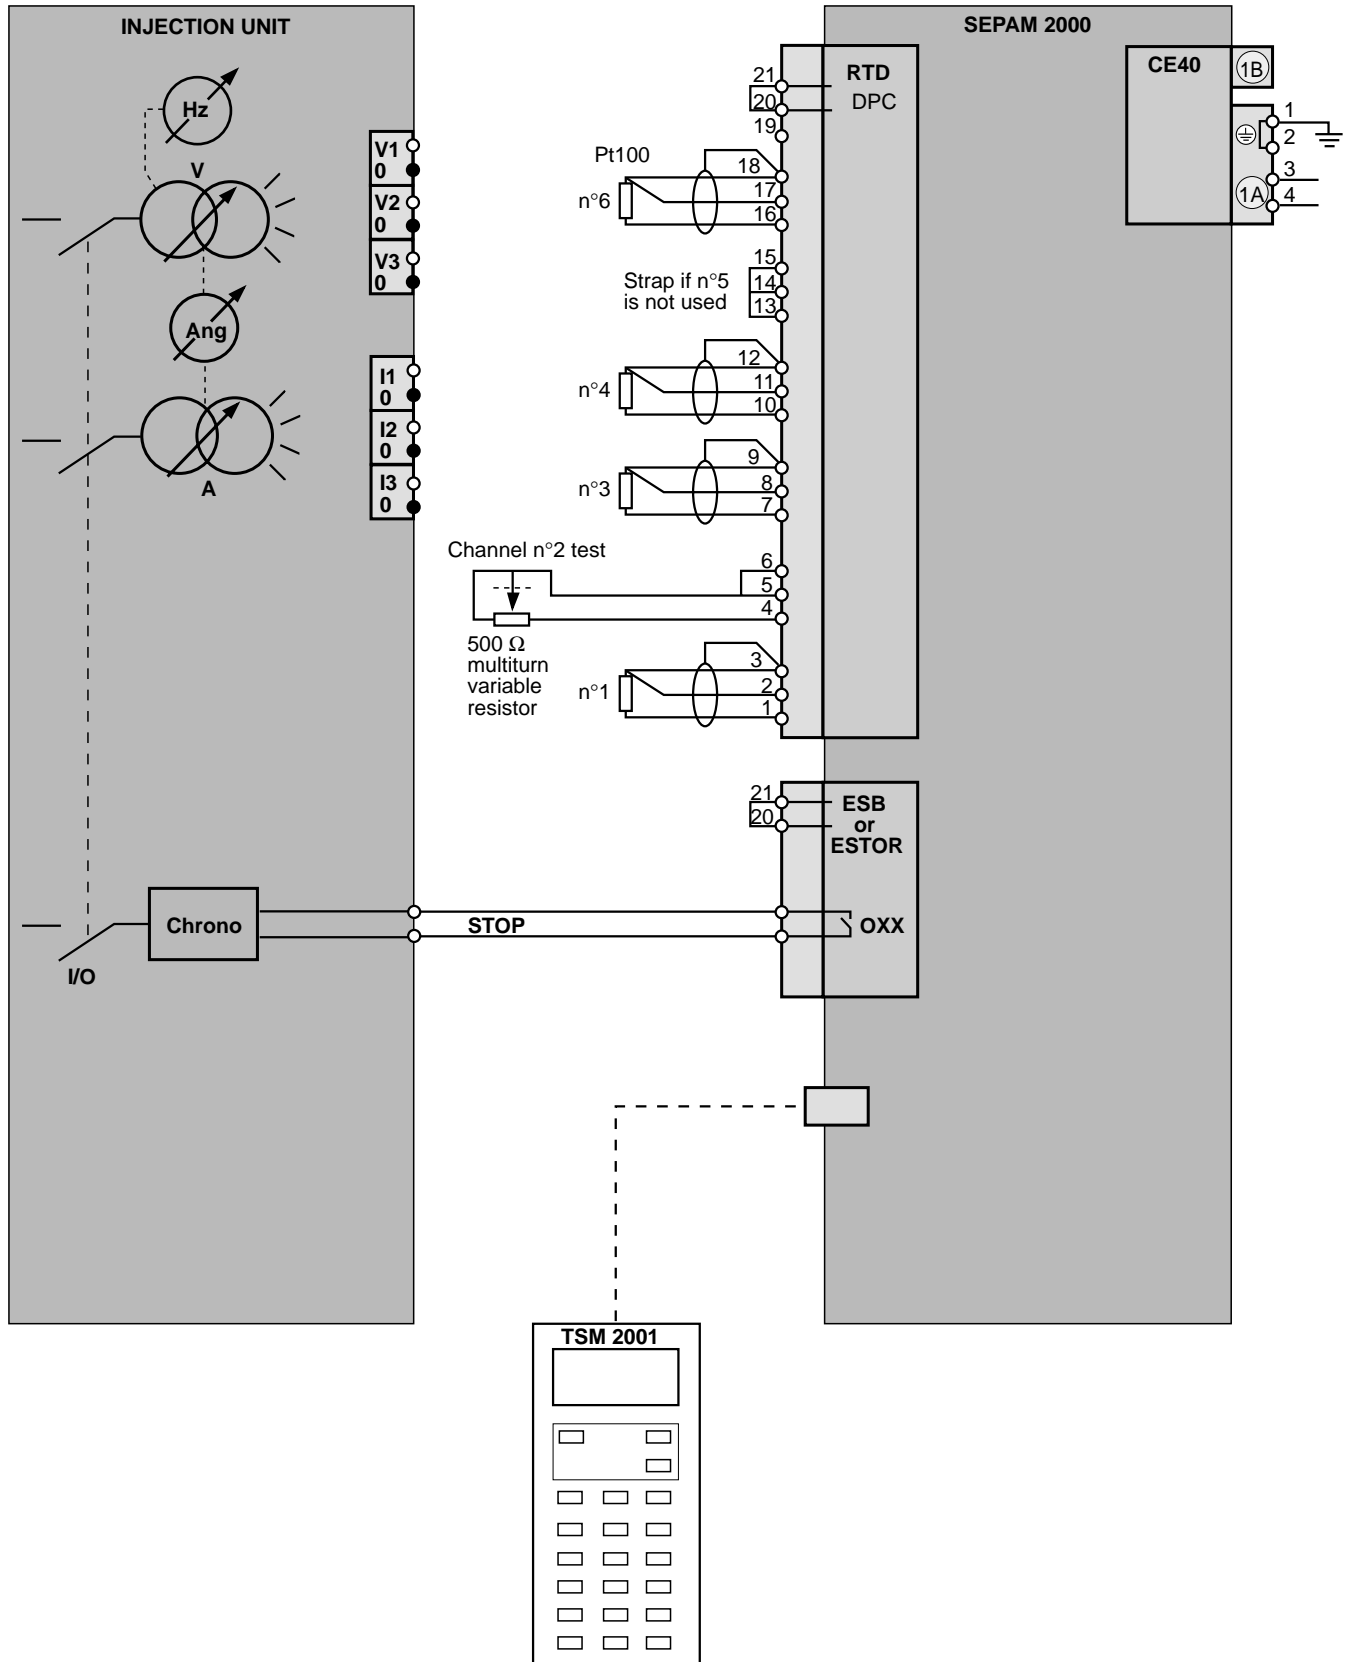 INJECTION UNIT
Hz
V
Ang
A
V1
0
V2
0
V3
0
I1
0
I2
0
I3
0
Chrono
I/O
STOP
SEPAM 2000
RTD
DPC
21
20
19
Pt100
n°6
18
17
16
Strap if n°5
is not used
15
14
13
n°4
12
11
10
n°3
9
8
7
Channel n°2 test
500 Ω
multiturn
variable
resistor
6
5
4
n°1
3
2
1
21
20
ESB
or
ESTOR
OXX
CE40
1B
1
2
3
1A
4
TSM 2001